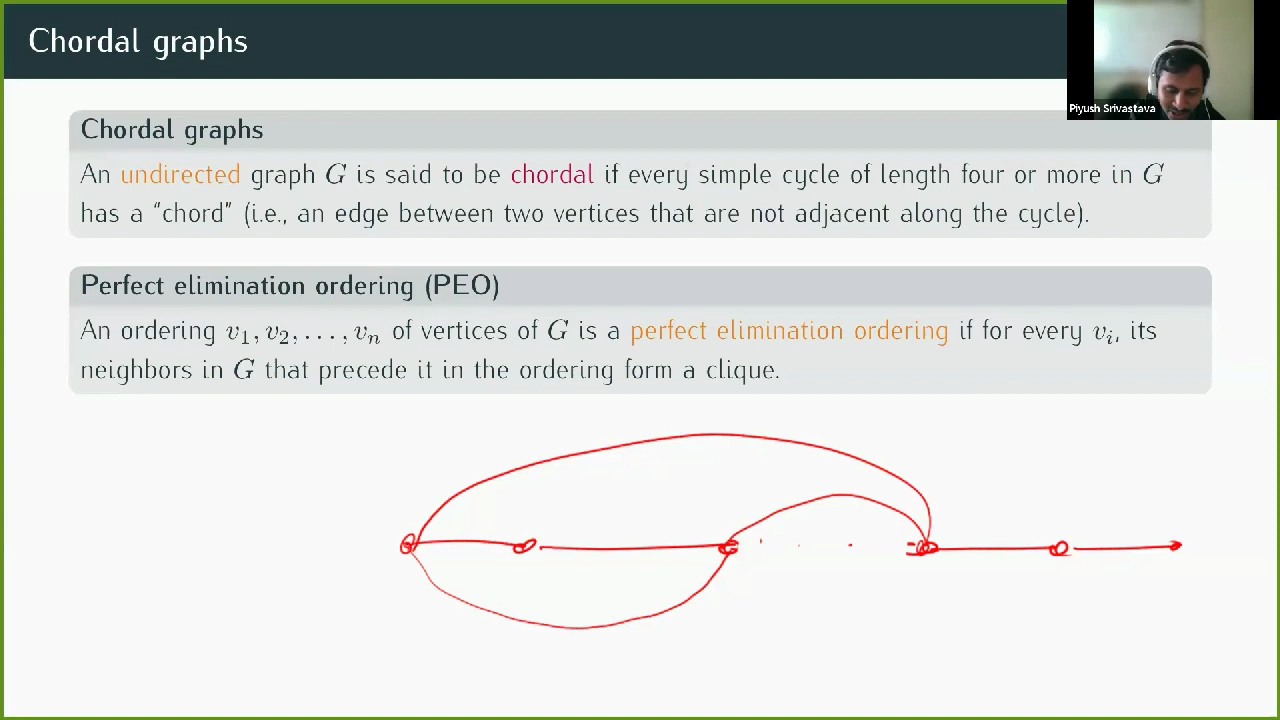 Chordal graphs
Piyush Srivastava
Chordal graphs
An undirected graph G is said to be chordal if every simple cycle of length four or more in G
has a “chord” (i.e., an edge between two vertices that are not adjacent along the cycle).
Perfect elimination ordering (PEO)
An ordering v₁, v₂, . . . , vₙ of vertices of G is a perfect elimination ordering if for every vᵢ, its
neighbors in G that precede it in the ordering form a clique.